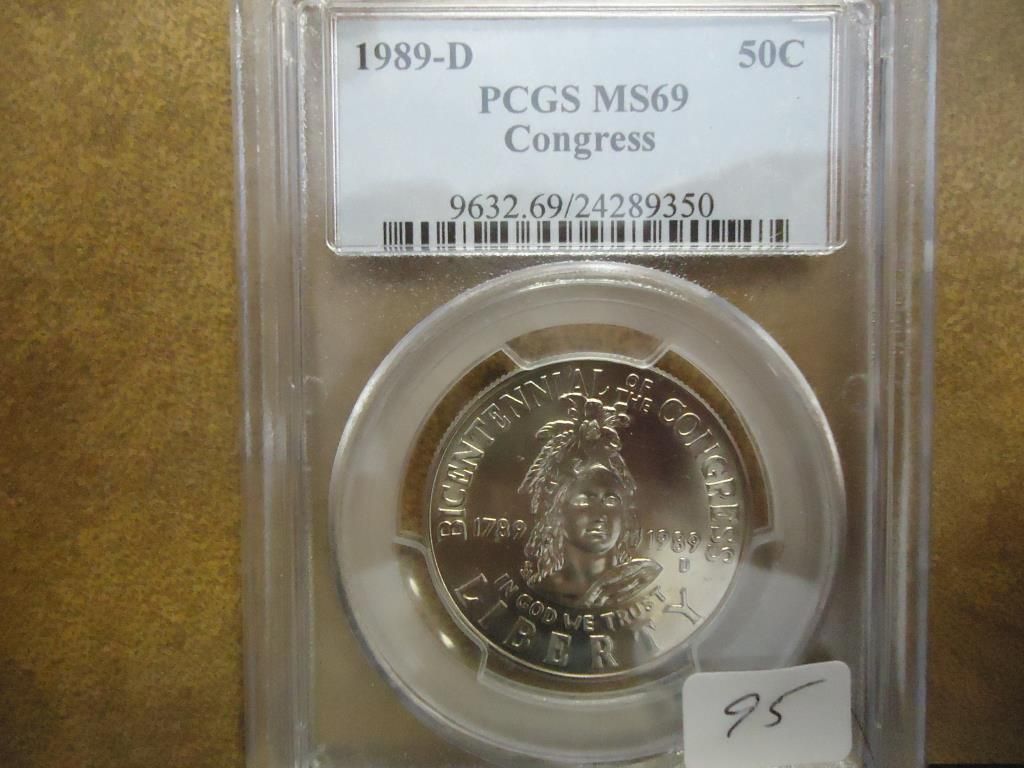 1989-D 50C
PCGS MS69
Congress
9632.69/24289350
BICENTENNIAL OF THE CONGRESS
1789 1989
D
IN GOD WE TRUST
LIBERTY
95